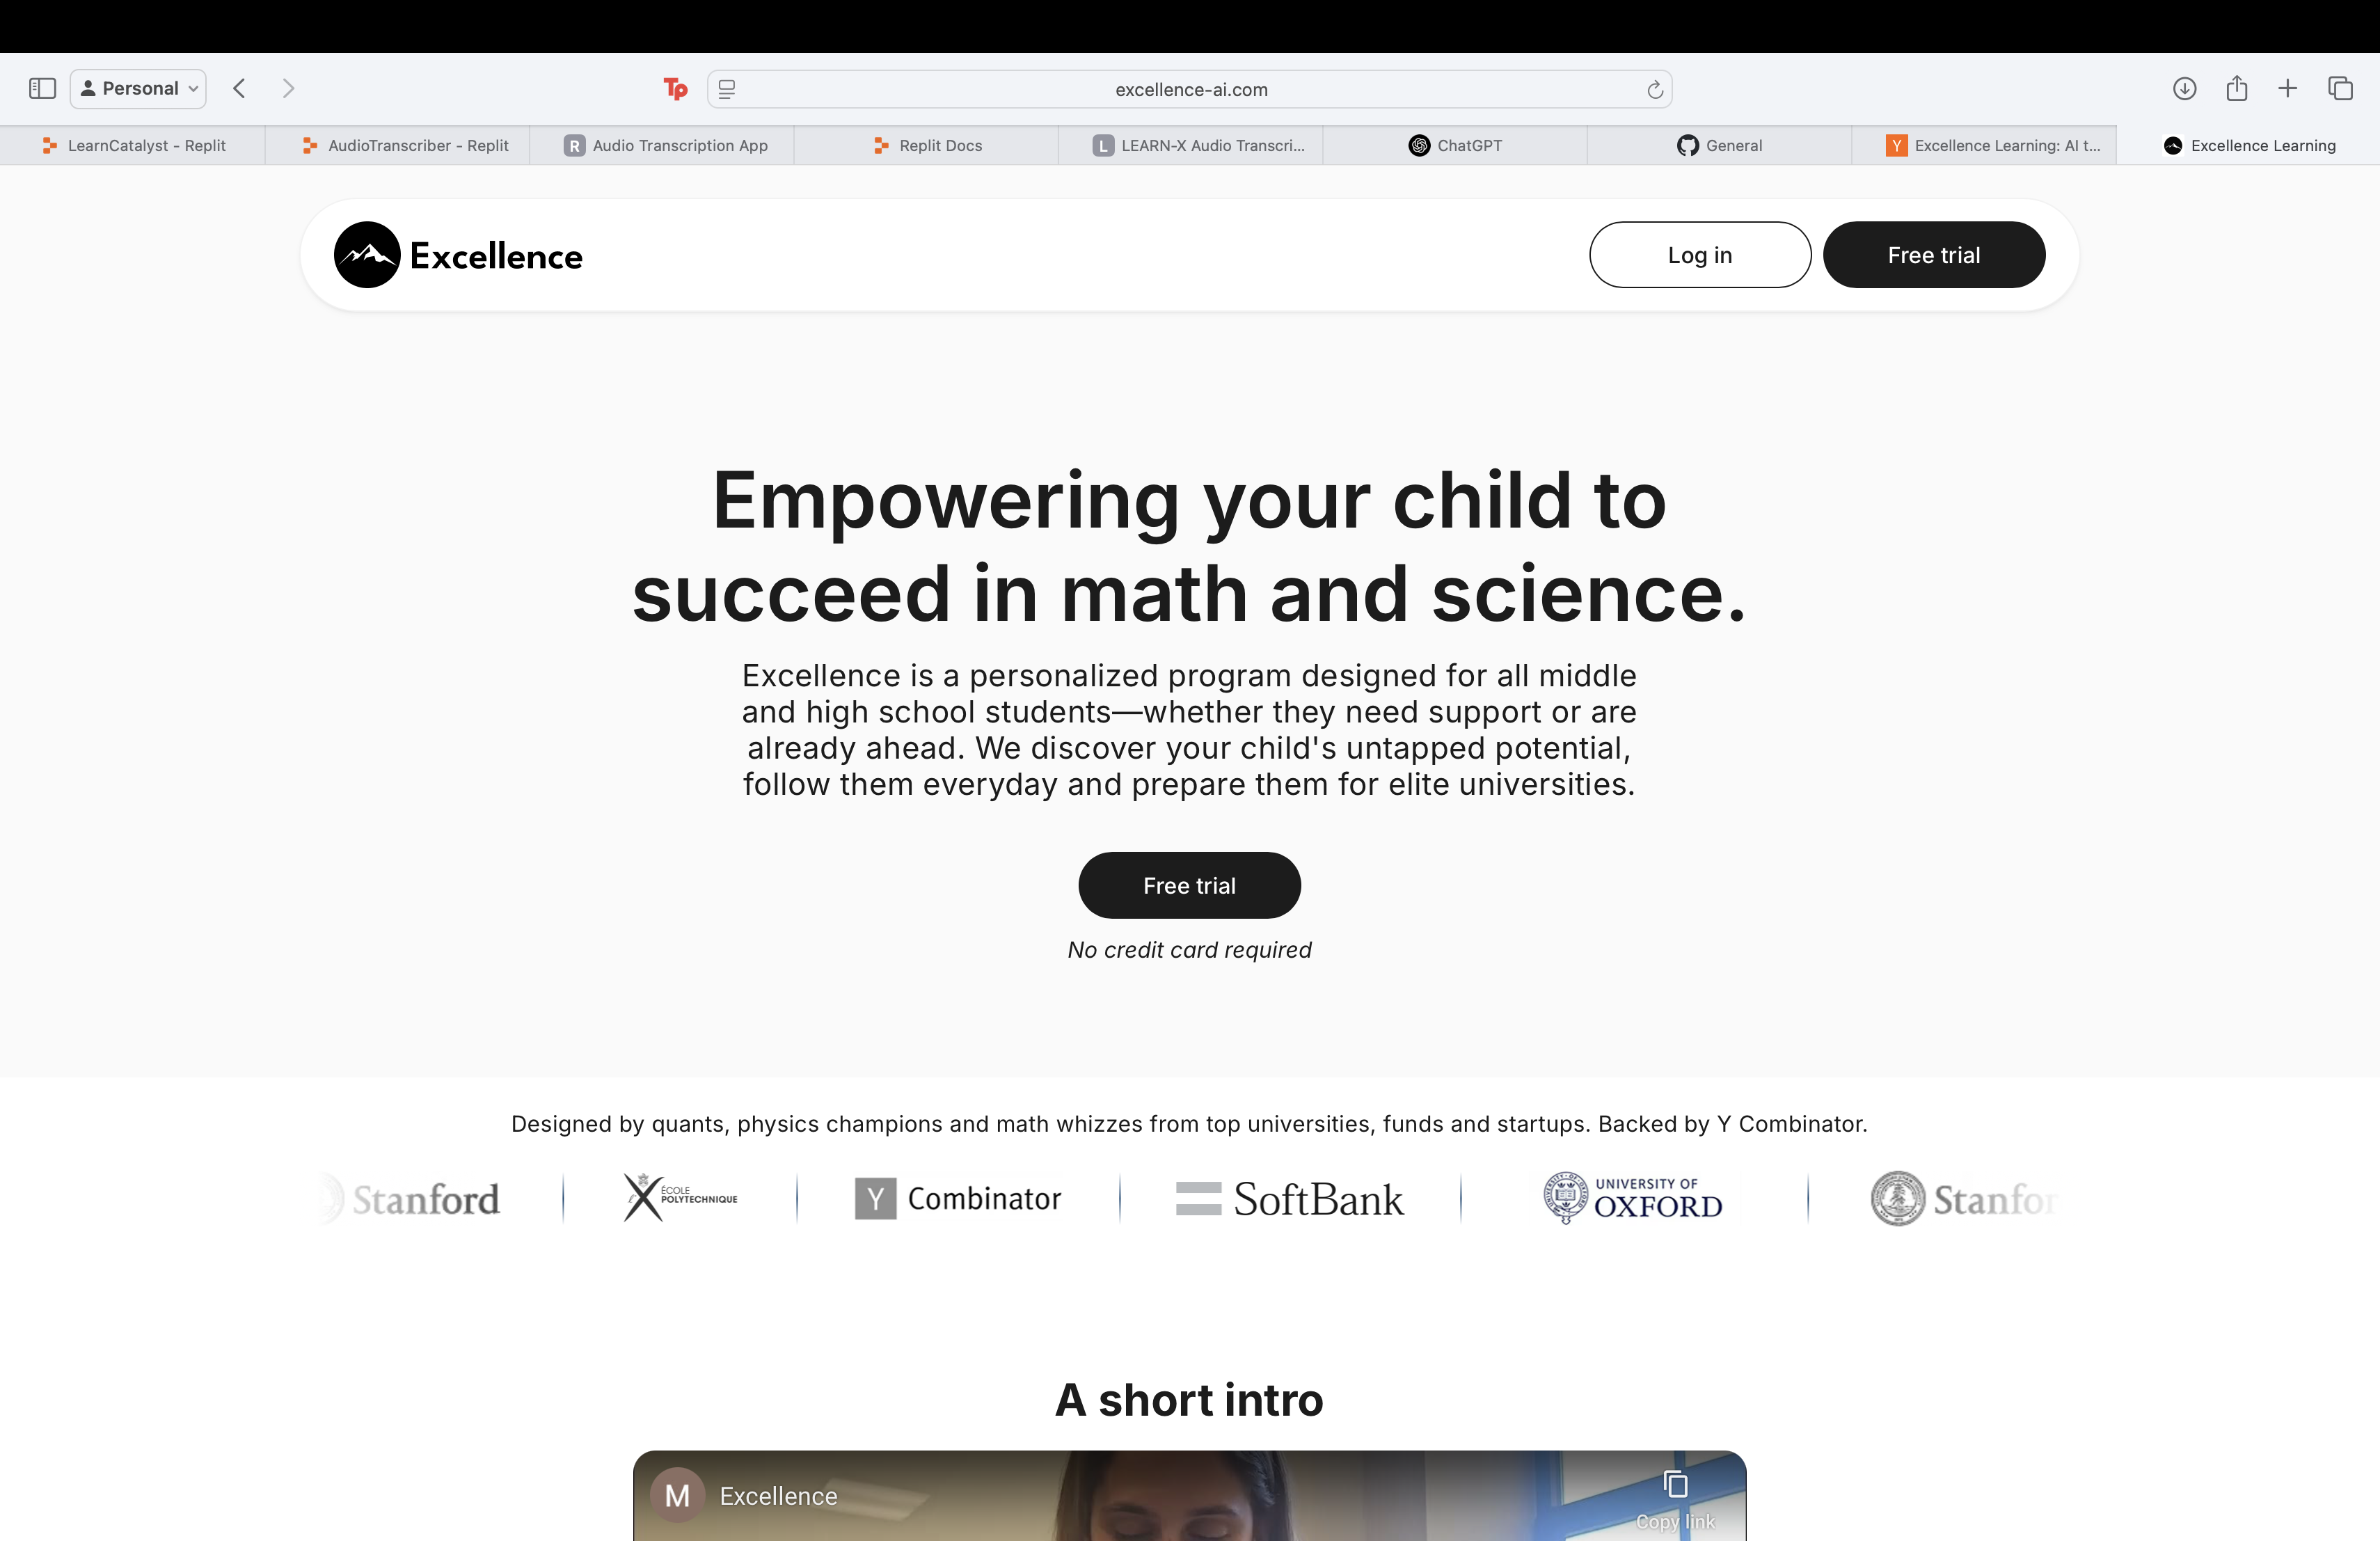 Personal
Tp
excellence-ai.com
LearnCatalyst - Replit
AudioTranscriber - Replit
R Audio Transcription App
Replit Docs
L LEARN-X Audio Transcri...
ChatGPT
General
Y Excellence Learning: AI t...
Excellence Learning
Excellence
Log in
Free trial
Empowering your child to
succeed in math and science.
Excellence is a personalized program designed for all middle
and high school students—whether they need support or are
already ahead. We discover your child's untapped potential,
follow them everyday and prepare them for elite universities.
Free trial
No credit card required
Designed by quants, physics champions and math whizzes from top universities, funds and startups. Backed by Y Combinator.
Stanford
X ÉCOLE
POLYTECHNIQUE
Y Combinator
SoftBank
UNIVERSITY OF
OXFORD
Stanfor
A short intro
M Excellence
Copy link